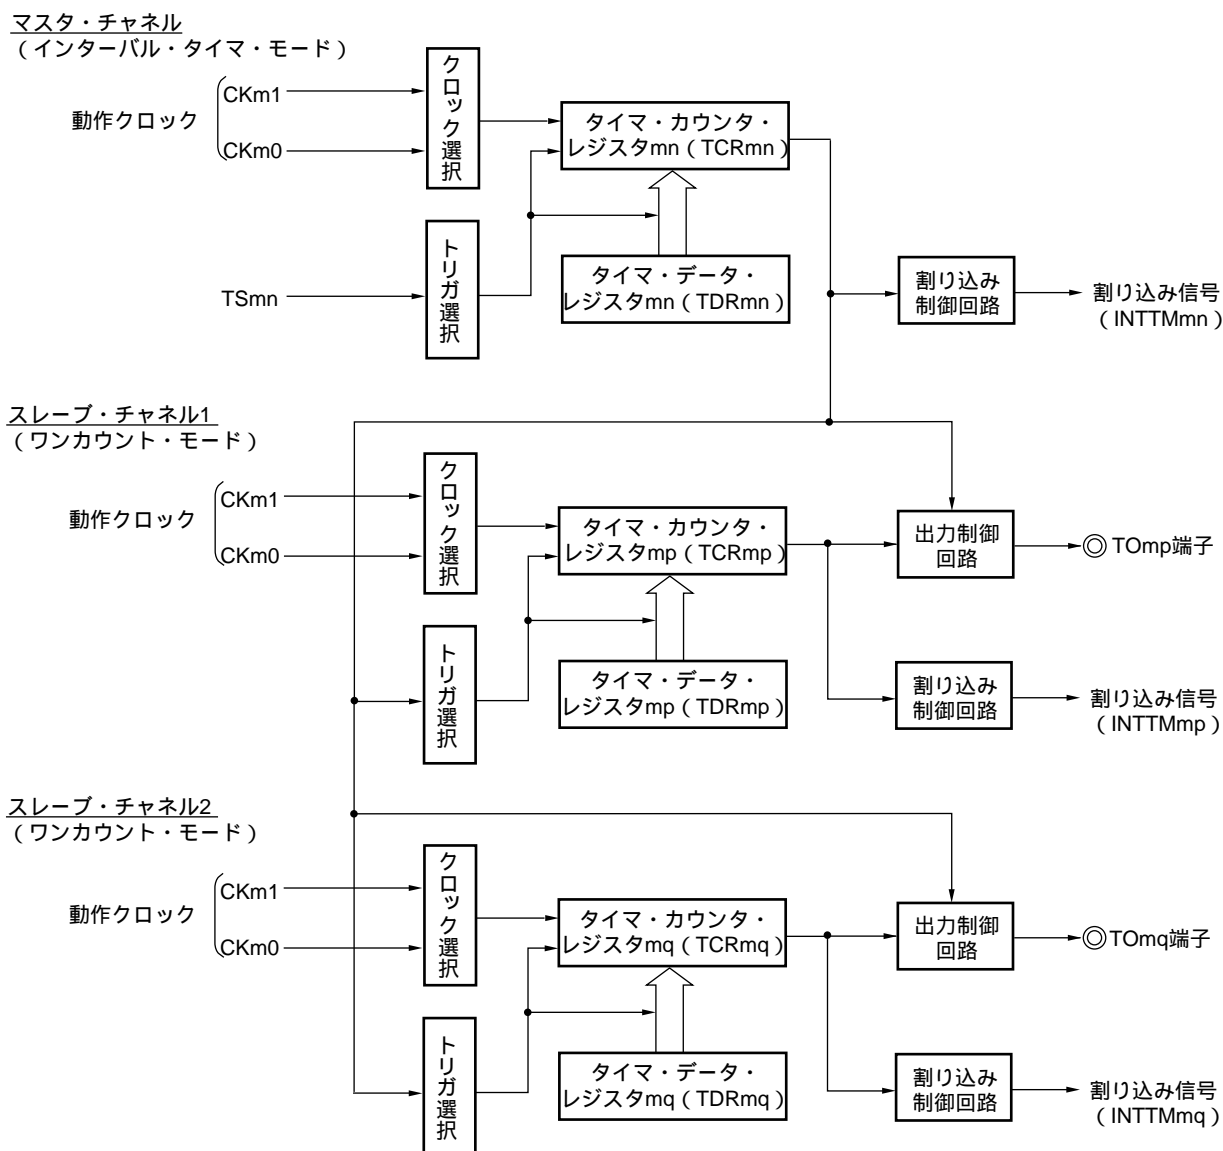 マスタ・チャネル
（インターバル・タイマ・モード）
動作クロック
CKm1
CKm0
クロック選択
タイマ・カウンタ・
レジスタmn（TCRmn）
TSmn
トリガ選択
タイマ・データ・
レジスタmn（TDRmn）
割り込み
制御回路
割り込み信号
（INTTMmn）
スレーブ・チャネル1
（ワンカウント・モード）
動作クロック
CKm1
CKm0
クロック選択
タイマ・カウンタ・
レジスタmp（TCRmp）
出力制御
回路
TOmp端子
トリガ選択
タイマ・データ・
レジスタmp（TDRmp）
割り込み
制御回路
割り込み信号
（INTTMmp）
スレーブ・チャネル2
（ワンカウント・モード）
動作クロック
CKm1
CKm0
クロック選択
タイマ・カウンタ・
レジスタmq（TCRmq）
出力制御
回路
TOmq端子
トリガ選択
タイマ・データ・
レジスタmq（TDRmq）
割り込み
制御回路
割り込み信号
（INTTMmq）